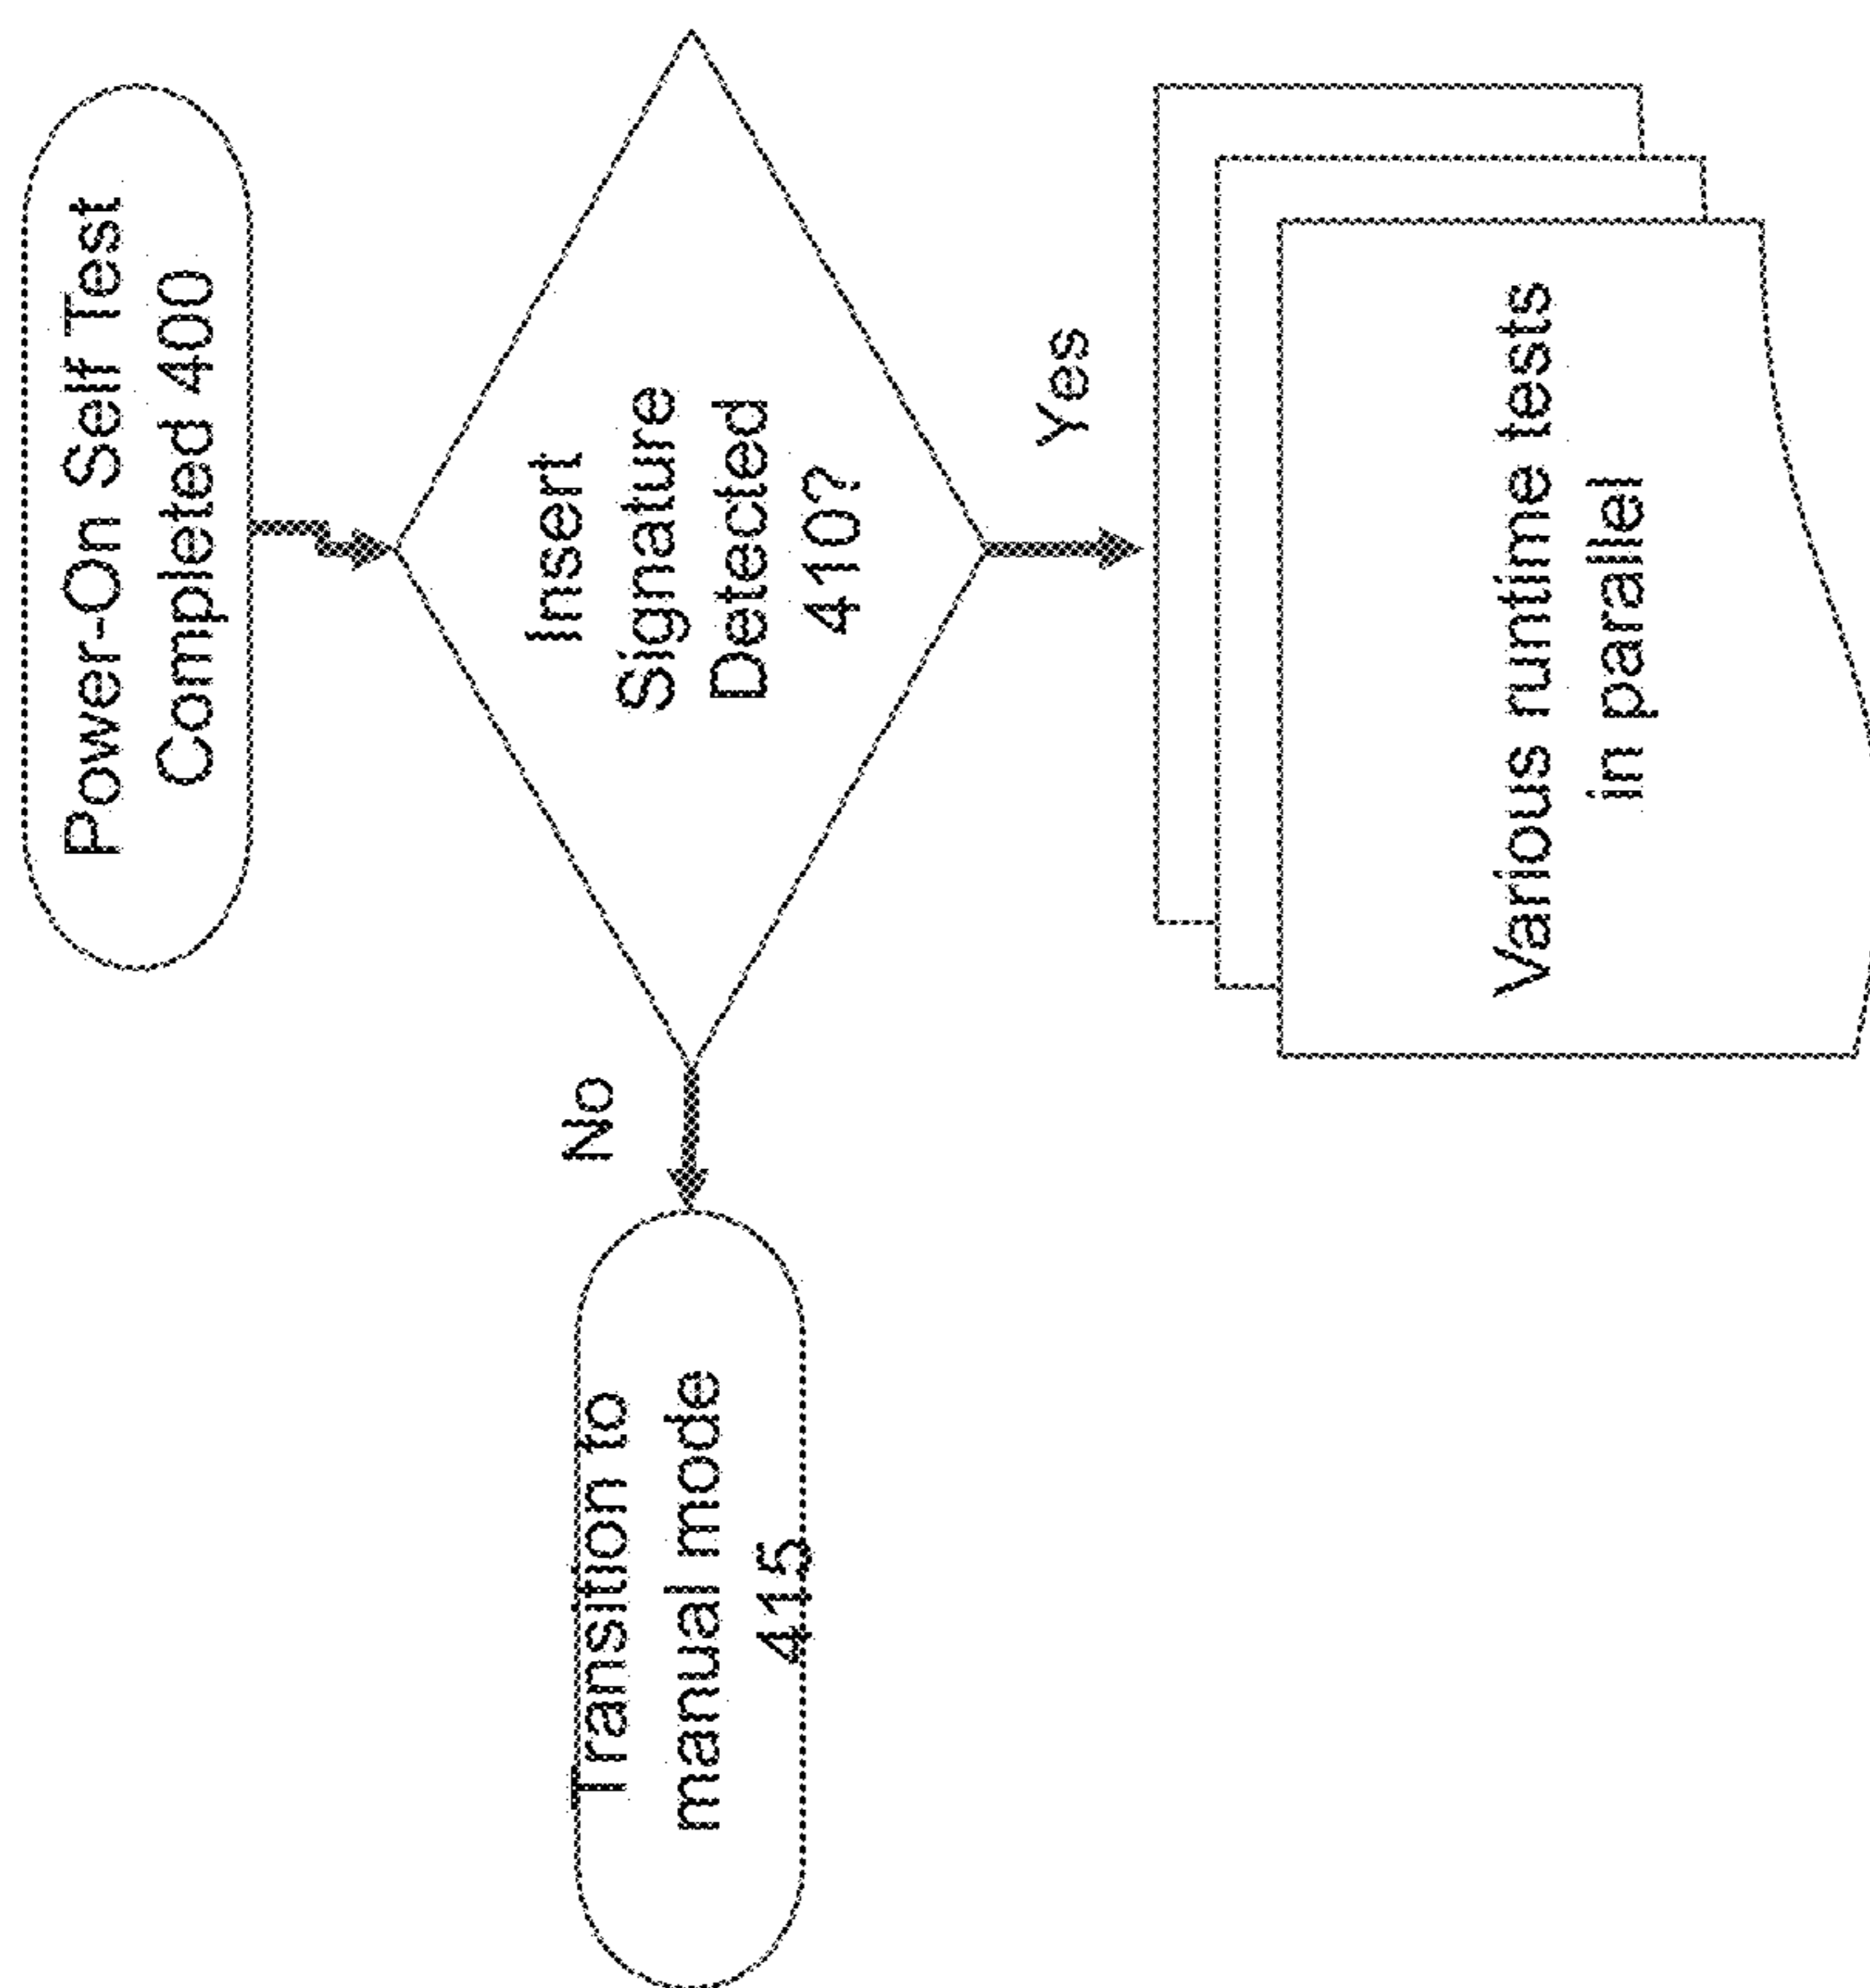 Power-On Self Test
Completed 400
Insert
Signature
Detected
410?
No
Yes
Transition to
manual mode
415
Various runtime tests
in parallel